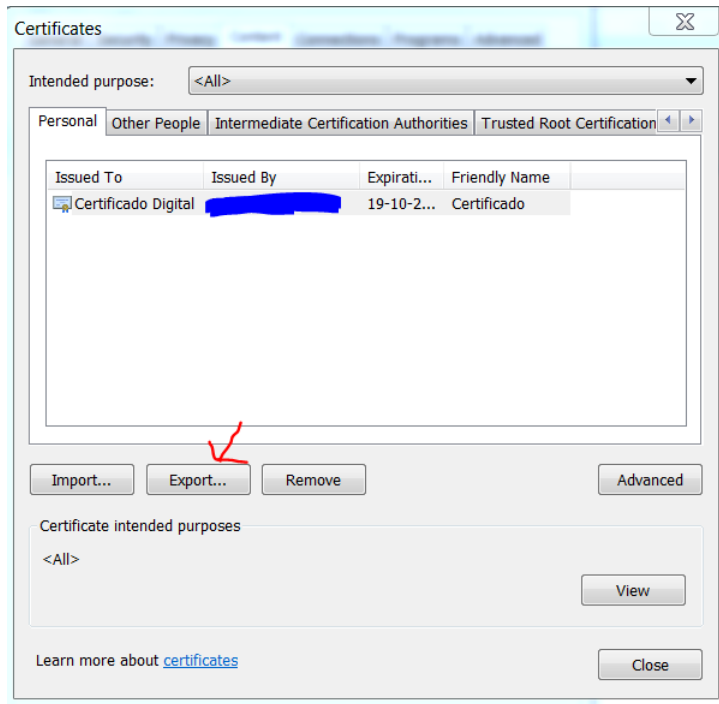 Certificates
Intended purpose: <All>
Personal Other People Intermediate Certification Authorities Trusted Root Certification
Issued To Issued By Expirati... Friendly Name
Certificado Digital 19-10-2... Certificado
Import... Export... Remove Advanced
Certificate intended purposes
<All>
View
Learn more about certificates
Close